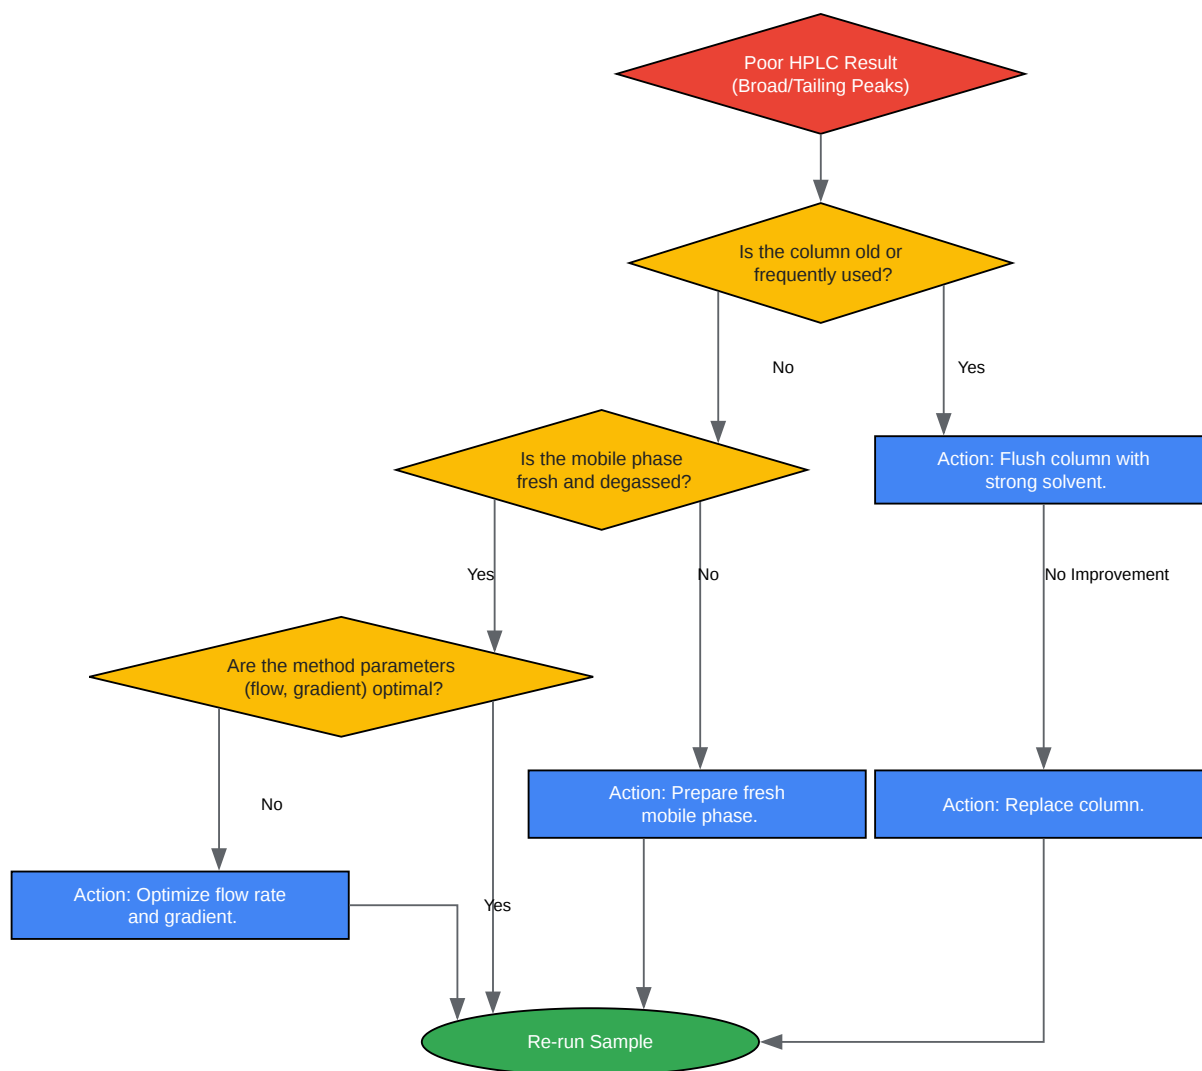 Poor HPLC Result
(Broad/Tailing Peaks)
Is the column old or
frequently used?
No
Yes
Is the mobile phase
fresh and degassed?
Action: Flush column with
strong solvent.
Yes
No
No Improvement
Are the method parameters
(flow, gradient) optimal?
Action: Prepare fresh
mobile phase.
Action: Replace column.
No
Action: Optimize flow rate
and gradient.
Yes
Re-run Sample